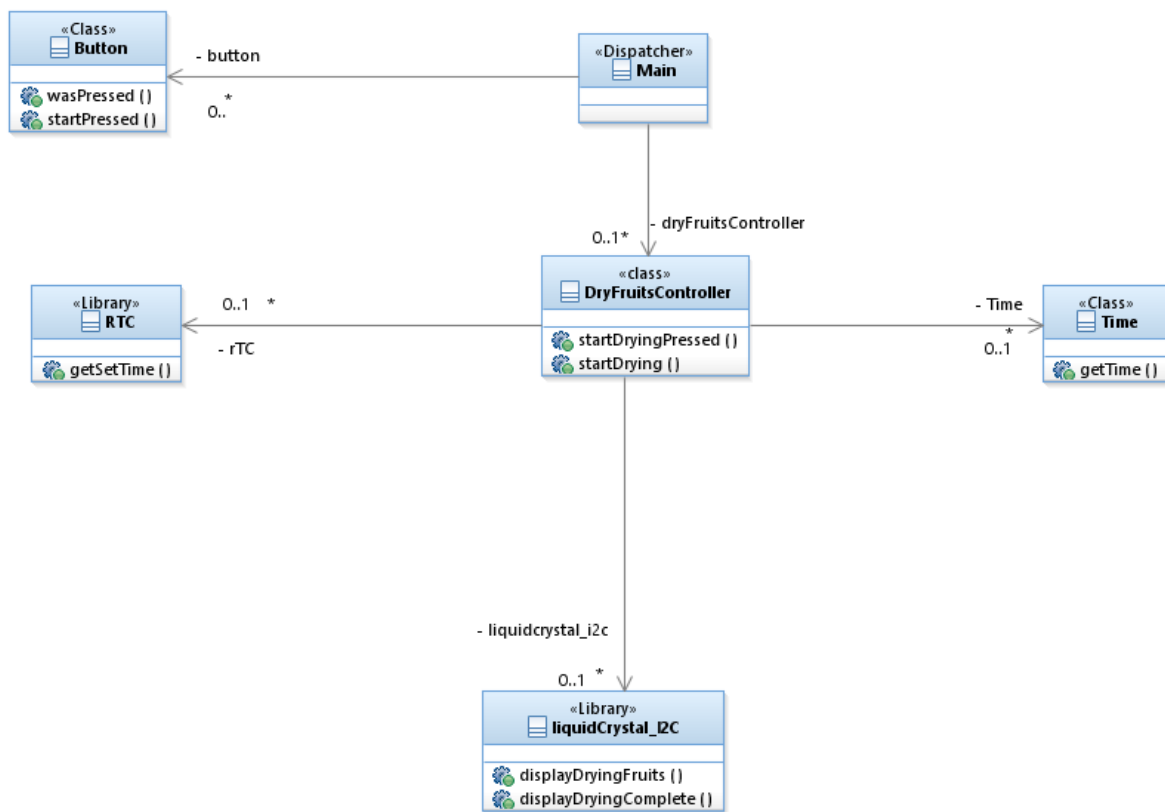 «Class»
Button
wasPressed ()
startPressed ()
- button
0..*
«Dispatcher»
Main
- dryFruitsController
0..1*
«class»
DryFruitsController
startDryingPressed ()
startDrying ()
«Library»
RTC
getSetTime ()
0..1 *
- rTC
- Time
*
0..1
«Class»
Time
getTime ()
- liquidcrystal_i2c
0..1 *
«Library»
liquidCrystal_I2C
displayDryingFruits ()
displayDryingComplete ()